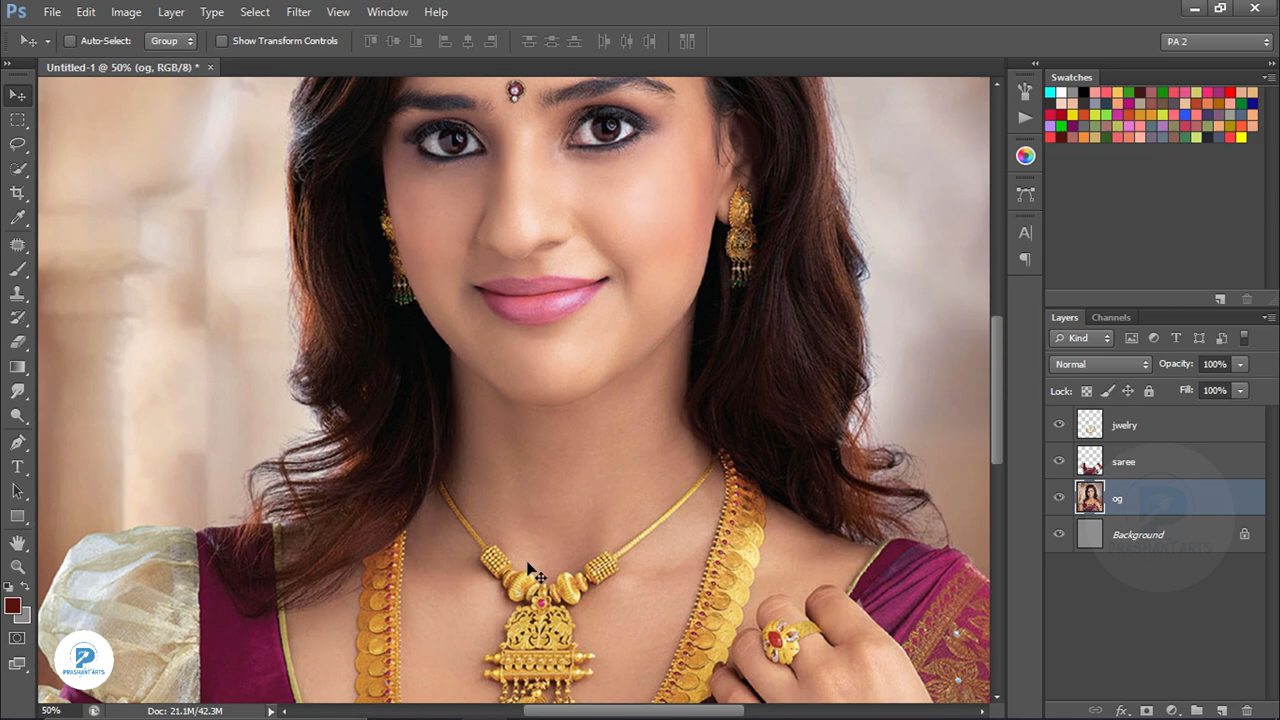 Ps File Edit Image Layer Type Select Filter View Window Help
Auto-Select: Group Show Transform Controls PA 2
Untitled-1 @ 50% (og, RGB/8) * ×
Swatches
Layers Channels
Kind
Normal Opacity: 100%
Lock: Fill: 100%
jwelry
saree
og
Background
PRASHANT ARTS
PRASHANT ARTS
50% Doc: 21.1M/42.3M